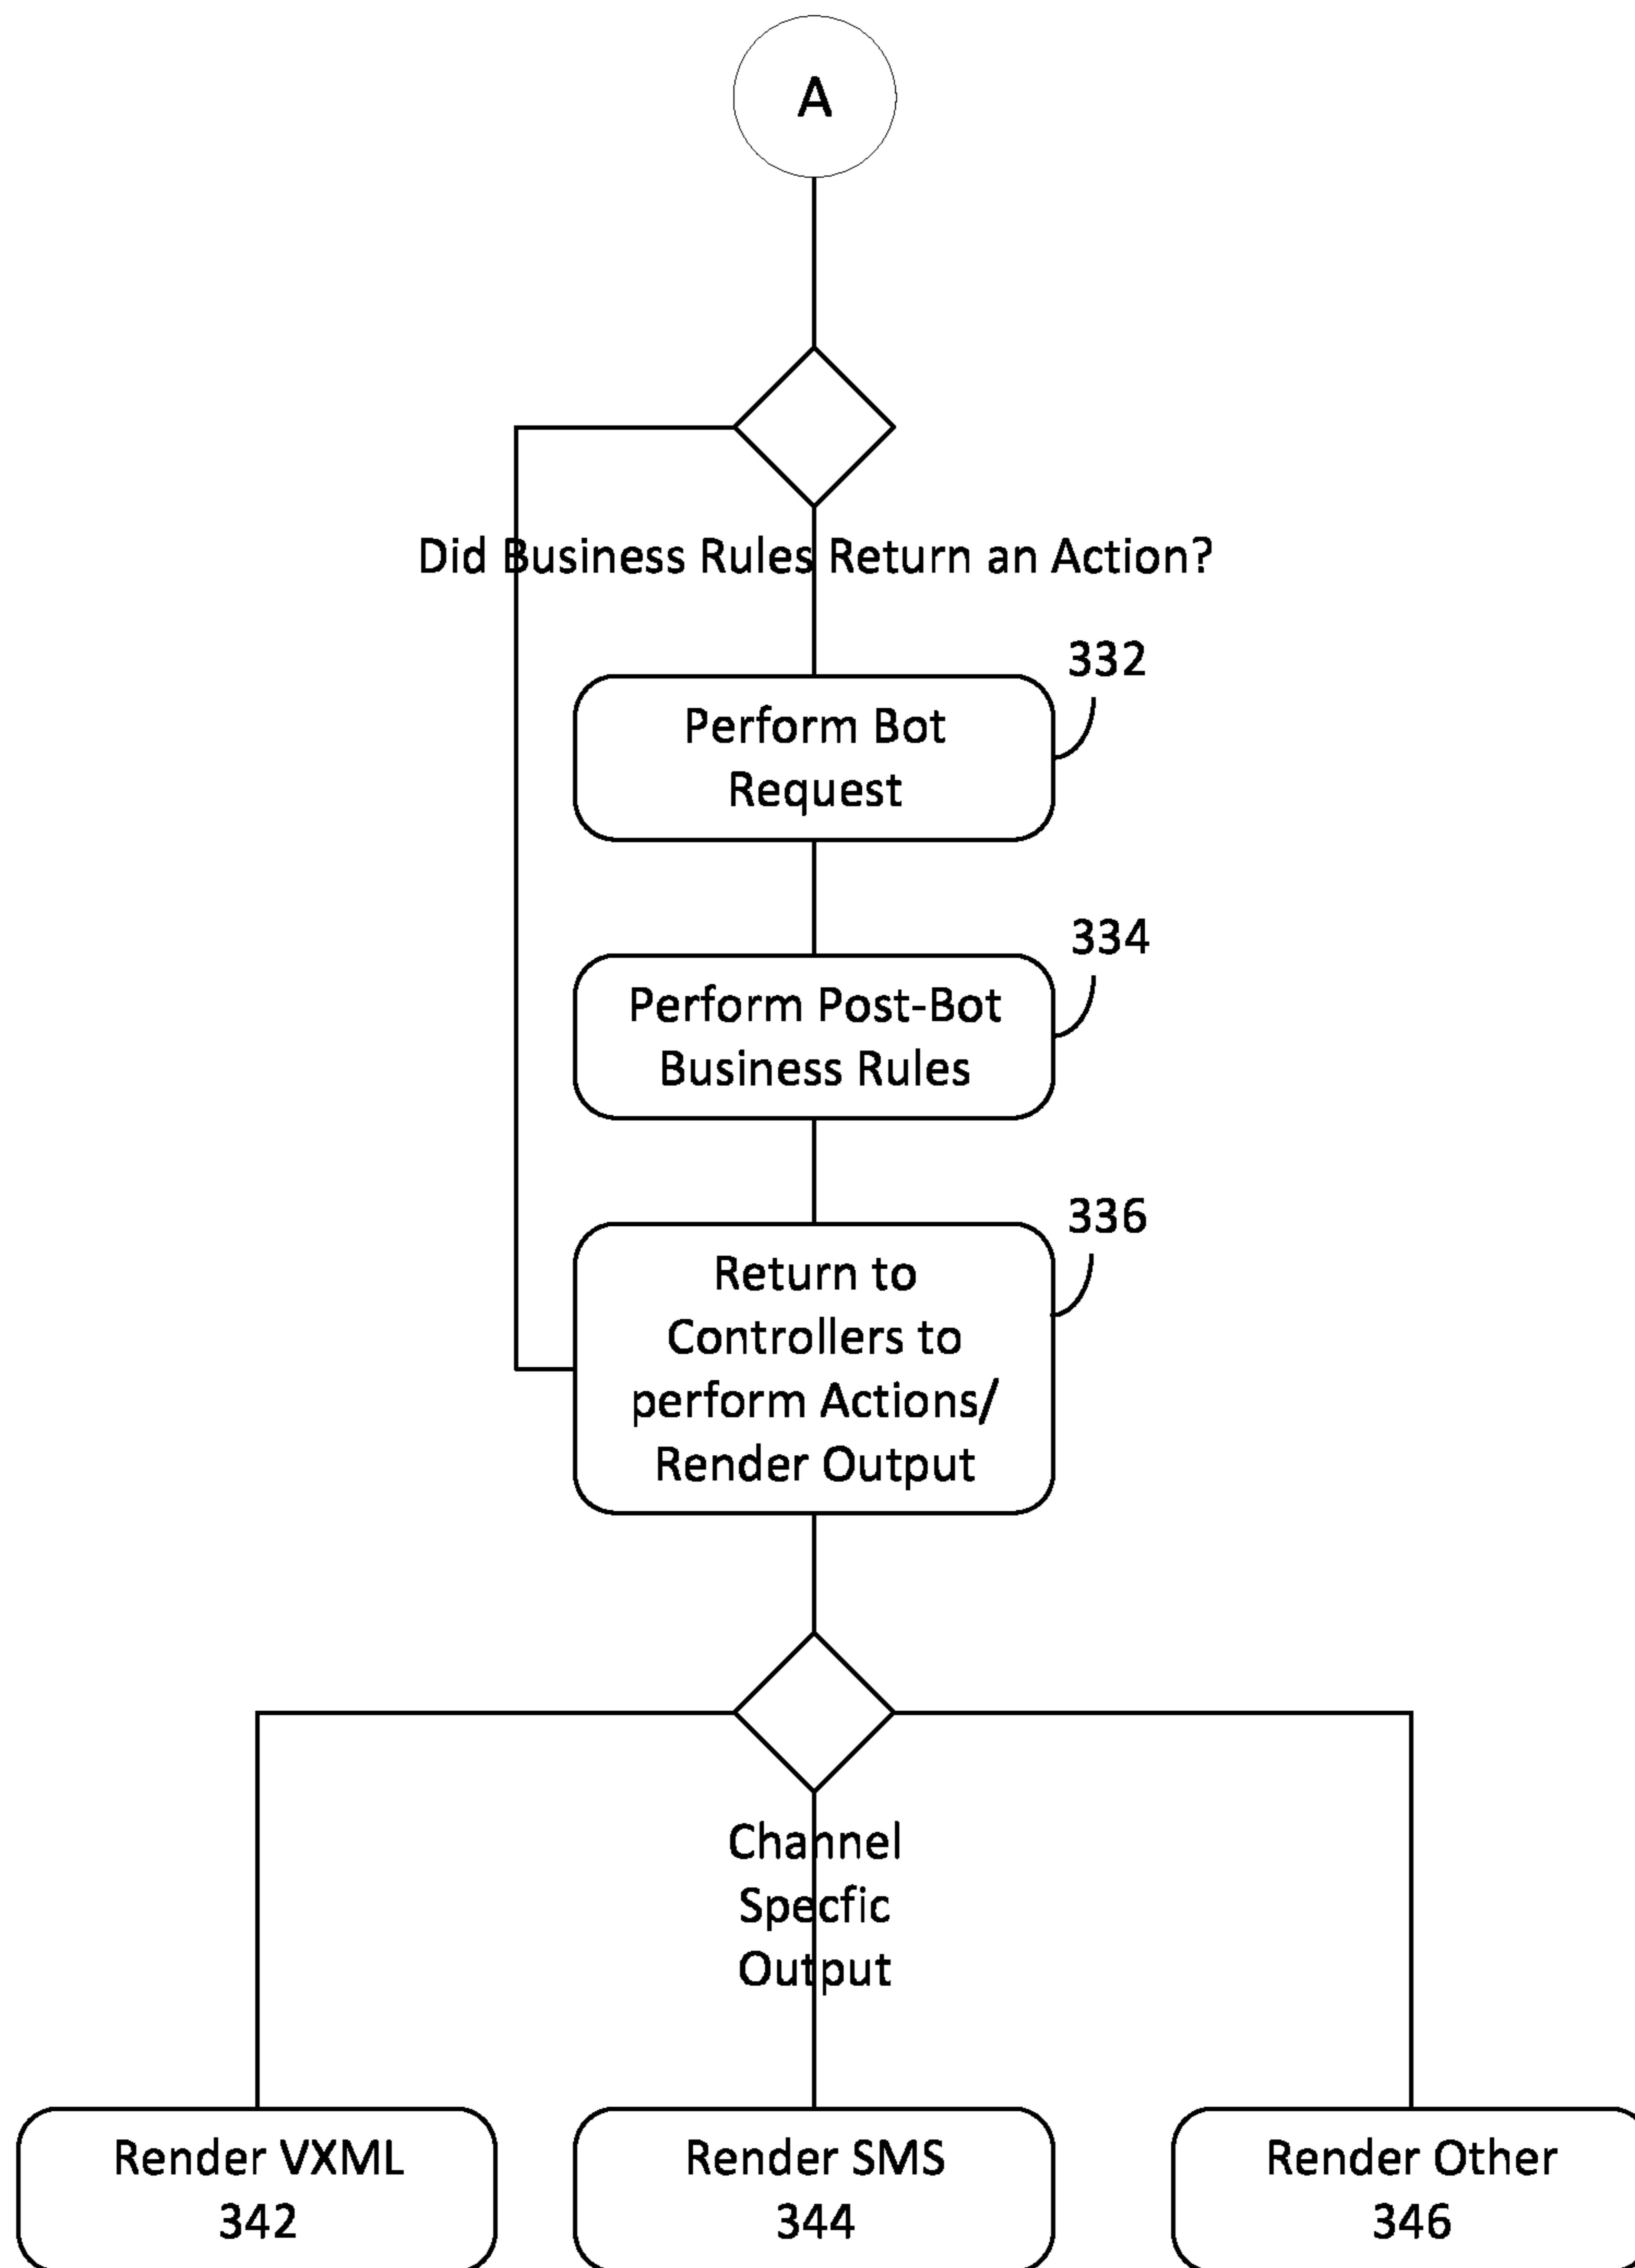 A
Did Business Rules Return an Action?
332
Perform Bot
Request
334
Perform Post-Bot
Business Rules
336
Return to
Controllers to
perform Actions/
Render Output
Channel
Specfic
Output
Render VXML
342
Render SMS
344
Render Other
346